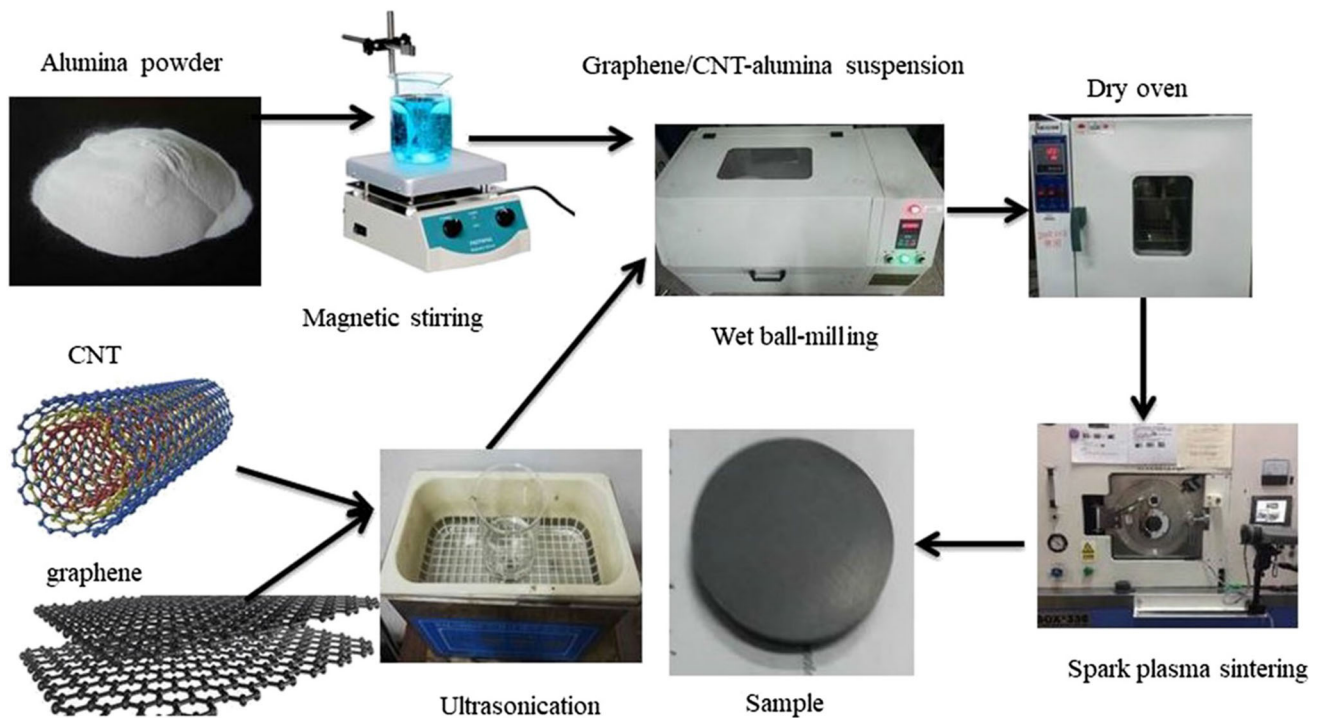 Alumina powder
Graphene/CNT-alumina suspension
Dry oven
Magnetic stirring
Wet ball-milling
CNT
graphene
Ultrasonication
Sample
Spark plasma sintering